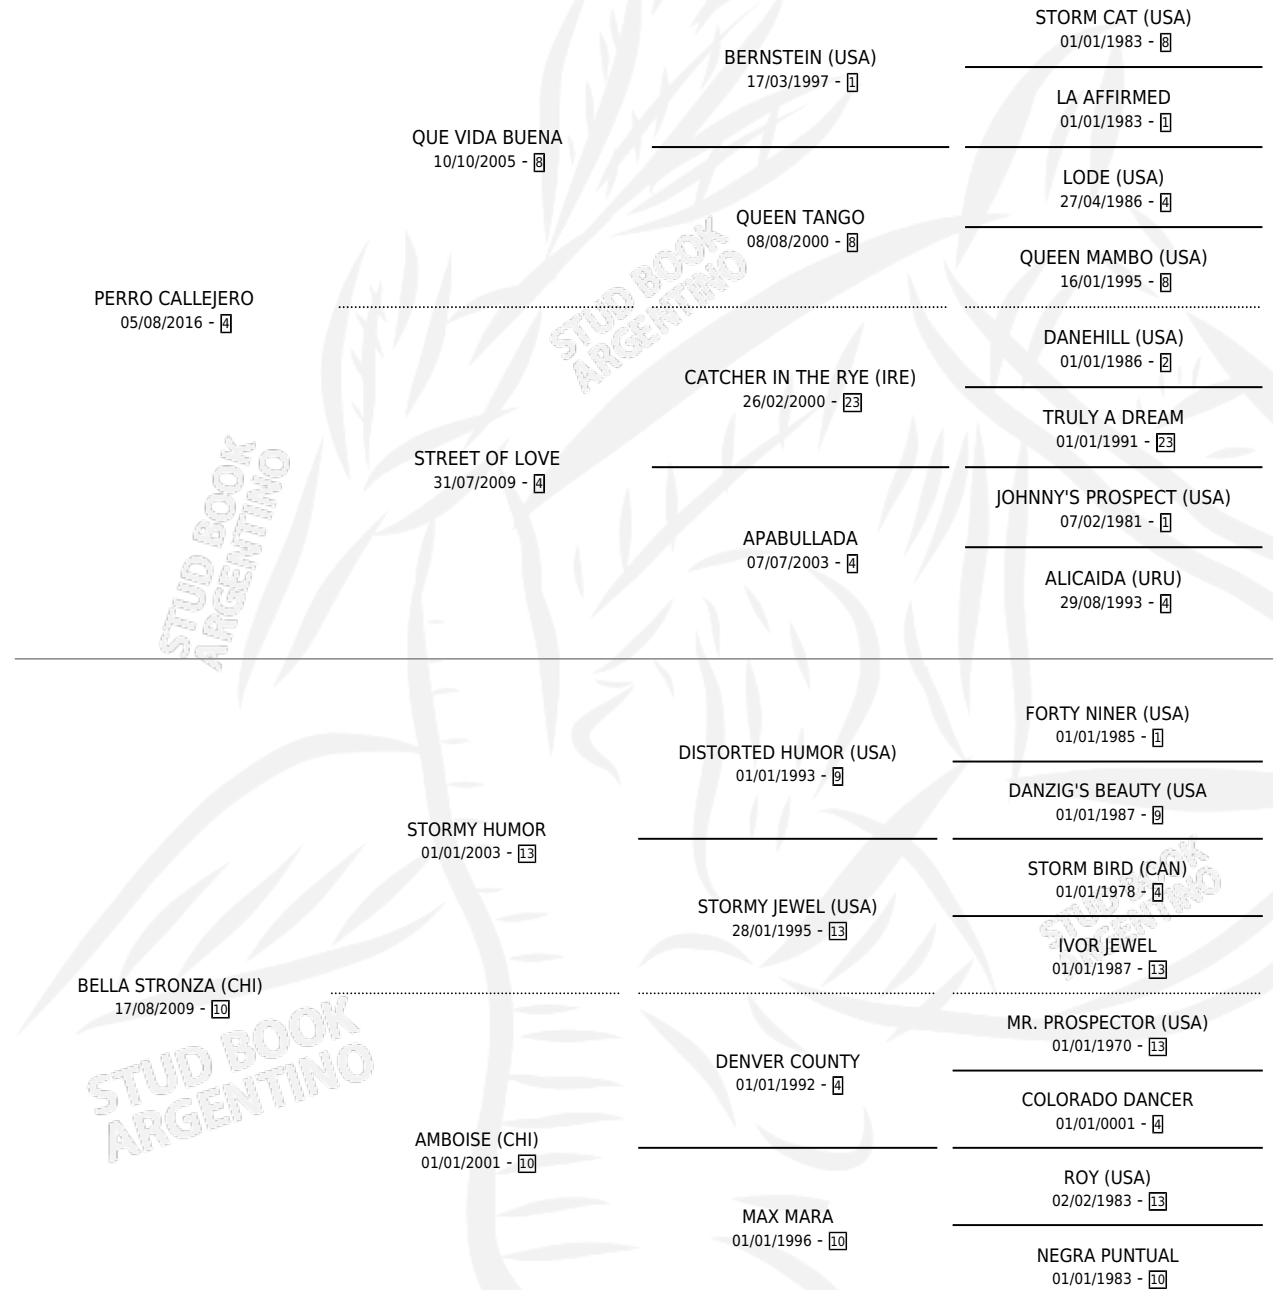 STORM CAT (USA)
01/01/1983 - 8
BERNSTEIN (USA)
17/03/1997 - 1
LA AFFIRMED
01/01/1983 - 1
QUE VIDA BUENA
10/10/2005 - 8
LODE (USA)
27/04/1986 - 4
QUEEN TANGO
08/08/2000 - 8
QUEEN MAMBO (USA)
16/01/1995 - 8
PERRO CALLEJERO
05/08/2016 - 4
STUD BOOK
ARGENTINO
DANEHILL (USA)
01/01/1986 - 2
CATCHER IN THE RYE (IRE)
26/02/2000 - 23
TRULY A DREAM
01/01/1991 - 23
STREET OF LOVE
31/07/2009 - 4
JOHNNY'S PROSPECT (USA)
07/02/1981 - 1
APABULLADA
07/07/2003 - 4
ALICAIDA (URU)
29/08/1993 - 4
STUD BOOK
ARGENTINO
FORTY NINER (USA)
01/01/1985 - 1
DISTORTED HUMOR (USA)
01/01/1993 - 9
DANZIG'S BEAUTY (USA
01/01/1987 - 9
STORMY HUMOR
01/01/2003 - 13
STORM BIRD (CAN)
01/01/1978 - 4
STORMY JEWEL (USA)
28/01/1995 - 13
IVOR JEWEL
01/01/1987 - 13
STUD BOOK
ARGENTINO
BELLA STRONZA (CHI)
17/08/2009 - 10
STUD BOOK
ARGENTINO
MR. PROSPECTOR (USA)
01/01/1970 - 13
DENVER COUNTY
01/01/1992 - 4
COLORADO DANCER
01/01/0001 - 4
AMBOISE (CHI)
01/01/2001 - 10
ROY (USA)
02/02/1983 - 13
MAX MARA
01/01/1996 - 10
NEGRA PUNTUAL
01/01/1983 - 10